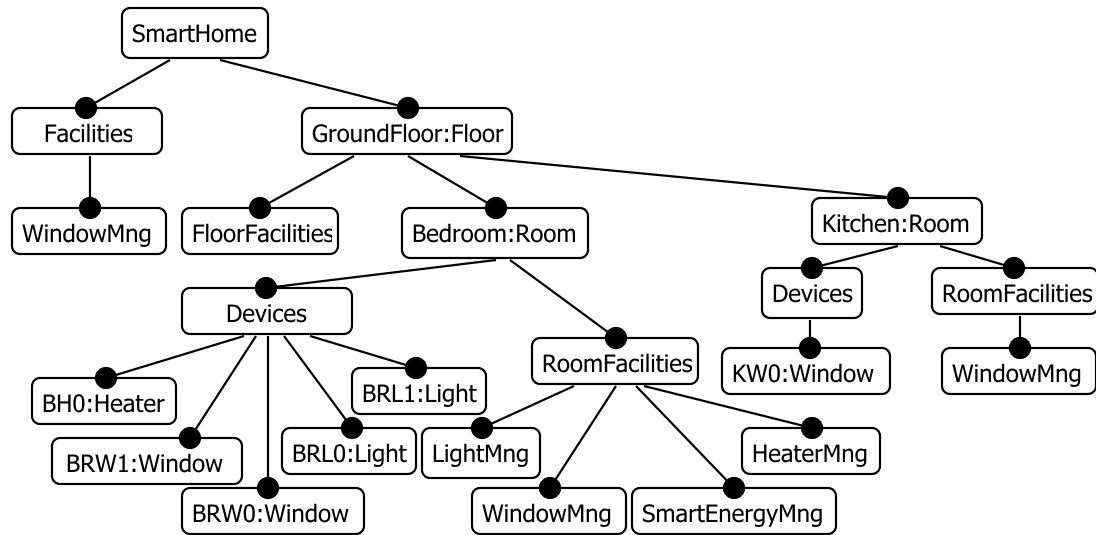 SmartHome
Facilities
GroundFloor:Floor
WindowMng
FloorFacilities
Bedroom:Room
Kitchen:Room
Devices
RoomFacilities
Devices
RoomFacilities
KW0:Window
WindowMng
BH0:Heater
BRL1:Light
BRW1:Window
BRL0:Light
LightMng
HeaterMng
BRW0:Window
WindowMng
SmartEnergyMng